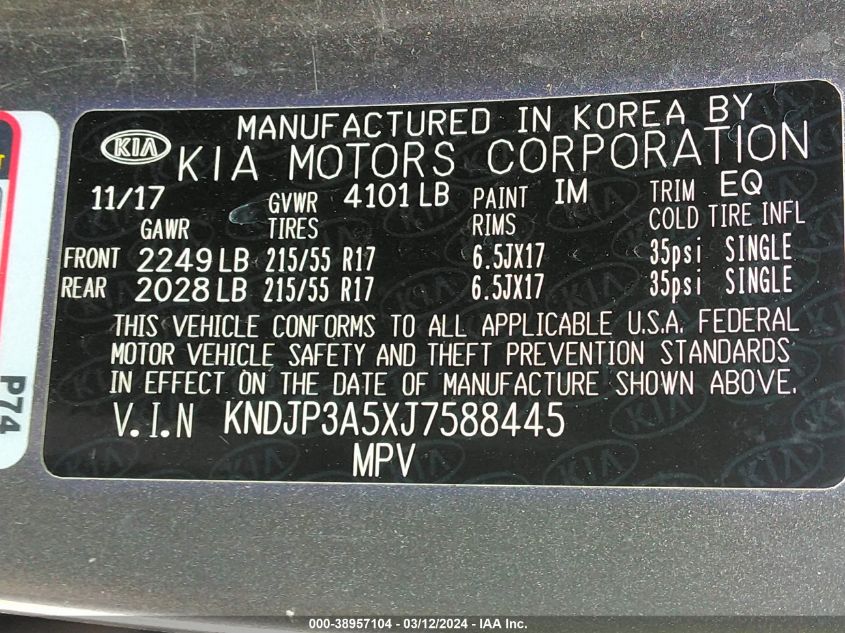 MANUFACTURED IN KOREA BY
KIA KIA MOTORS CORPORATION
11/17 GVWR 4101 LB PAINT IM TRIM EQ
GAWR TIRES RIMS COLD TIRE INFL
FRONT 2249 LB 215/55 R17 6.5JX17 35psi SINGLE
REAR 2028 LB 215/55 R17 6.5JX17 35psi SINGLE
THIS VEHICLE CONFORMS TO ALL APPLICABLE U.S.A. FEDERAL
MOTOR VEHICLE SAFETY AND THEFT PREVENTION STANDARDS
IN EFFECT ON THE DATE OF MANUFACTURE SHOWN ABOVE.
V.I.N KNDJP3A5XJ7588445
MPV
P74
000-38957104 - 03/12/2024 - IAA Inc.